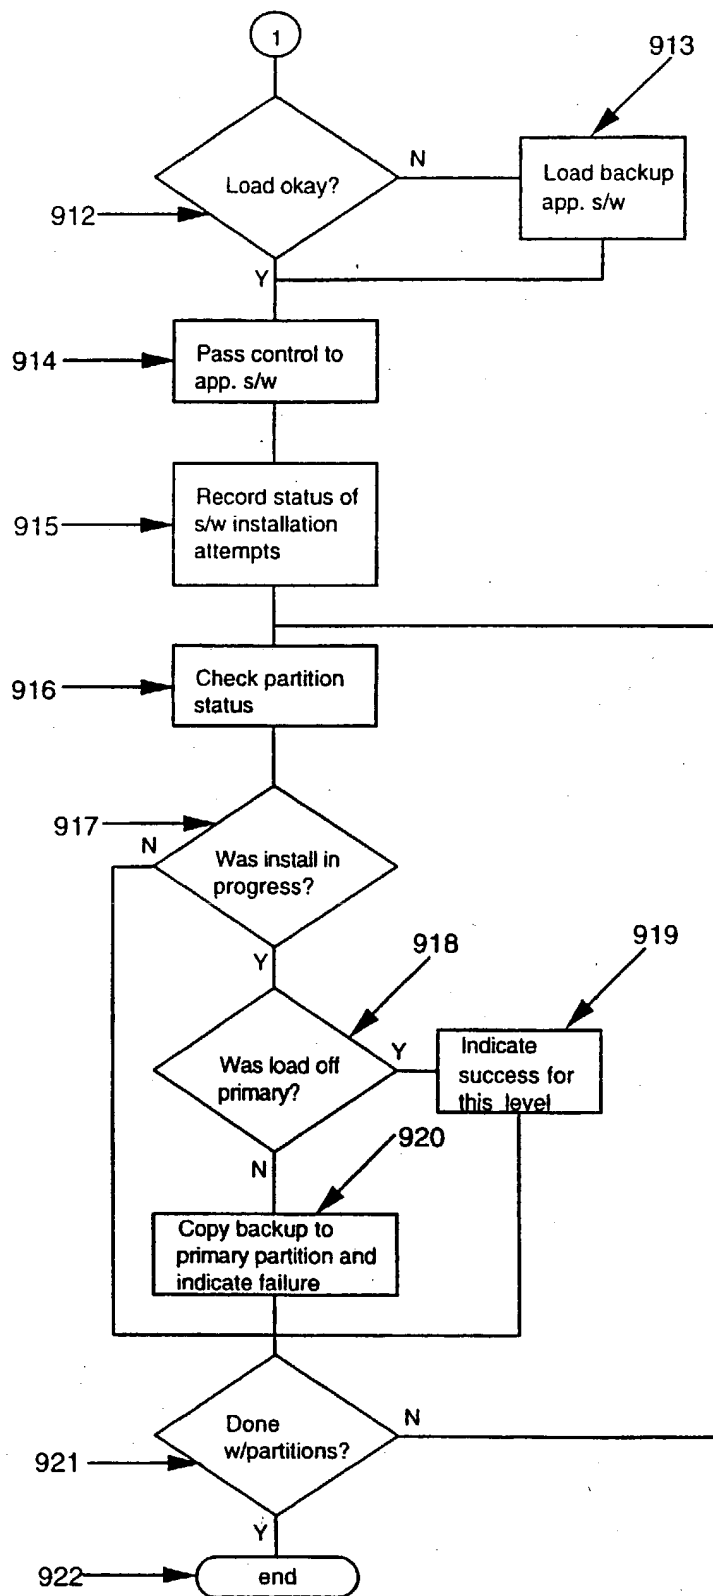 1
913
Load okay?
N
Load backup
app. s/w
912
Y
914
Pass control to
app. s/w
915
Record status of
s/w installation
attempts
916
Check partition
status
917
N
Was install in
progress?
Y
918
919
Was load off
primary?
Y
Indicate
success for
this level
N
920
Copy backup to
primary partition and
indicate failure
Done
w/partitions?
N
921
Y
922
end